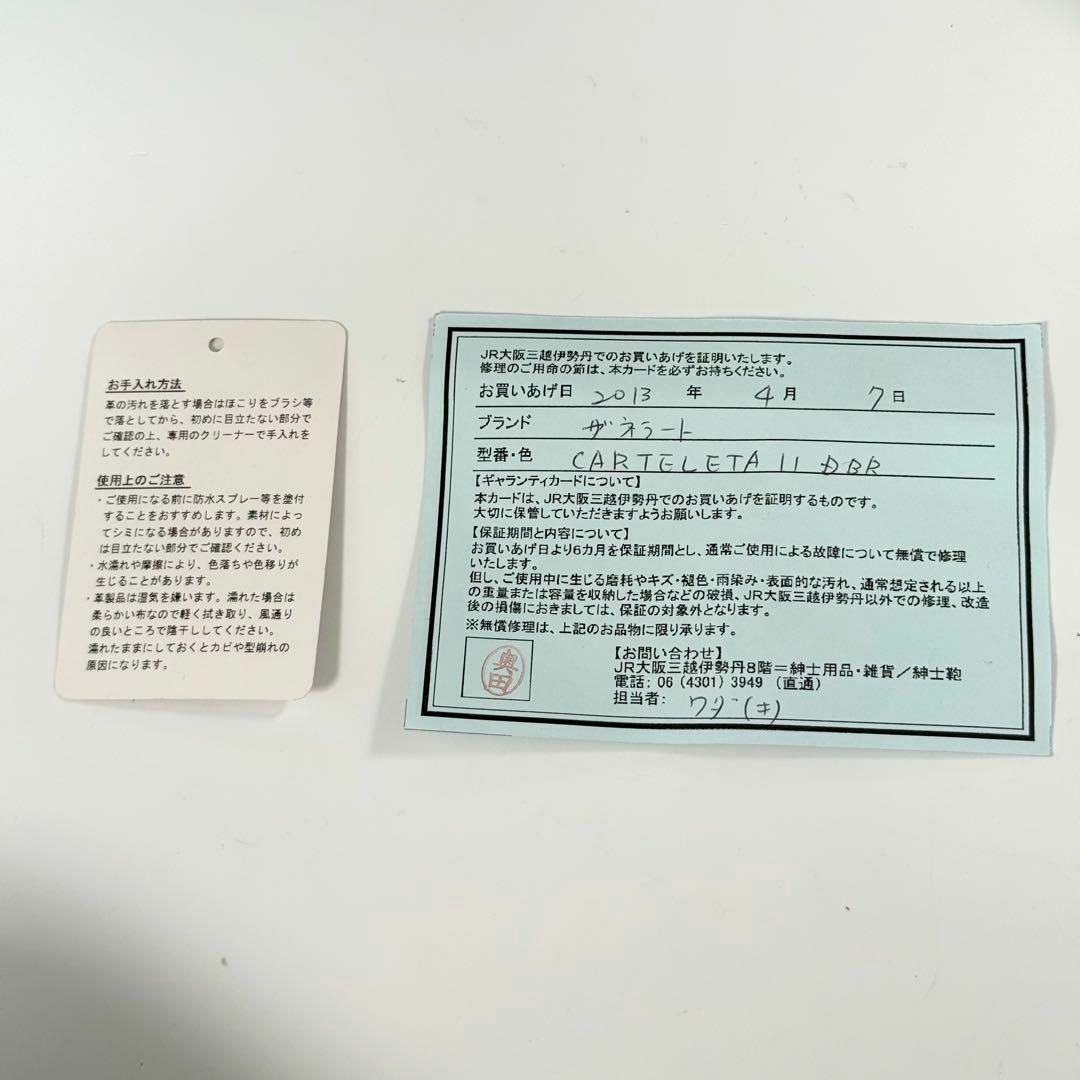 お手入れ方法
革の汚れを落とす場合はほこりをブラシ等
で落としてから、初めに目立たない部分で
ご確認の上、専用のクリーナーで手入れを
してください。
使用上のご注意
・ご使用になる前に防水スプレー等を塗付
することをおすすめします。素材によっ
てシミになる場合がありますので、初め
は目立たない部分でご確認ください。
・水濡れや摩擦により、色落ちや色移りが
生じることがあります。
・革製品は湿気を嫌います。濡れた場合は
柔らかい布なので軽く拭き取り、風通り
の良いところで陰干ししてください。
濡れたままにしておくとカビや型崩れの
原因になります。
JR大阪三越伊勢丹でのお買いあげを証明いたします。
修理のご用命の節は、本カードを必ずお持ちください。
お買いあげ日 2013 年 4 月 7 日
ブランド ザネラート
型番・色 CARTELETA 11 DBR
【ギャランティカードについて】
本カードは、JR大阪三越伊勢丹でのお買いあげを証明するものです。
大切に保管していただきますようお願いします。
【保証期間と内容について】
お買いあげ日より6カ月を保証期間とし、通常ご使用による故障について無償で修理
いたします。
但し、ご使用中に生じる磨耗やキズ・褪色・雨染み・表面的な汚れ、通常想定される以上
の重量または容量を収納した場合などの破損、JR大阪三越伊勢丹以外での修理、改造
後の損傷におきましては、保証の対象外となります。
※無償修理は、上記のお品物に限り承ります。
奥田
【お問い合わせ】
JR大阪三越伊勢丹8階=紳士用品・雑貨/紳士鞄
電話: 06 (4301) 3949 (直通)
担当者: